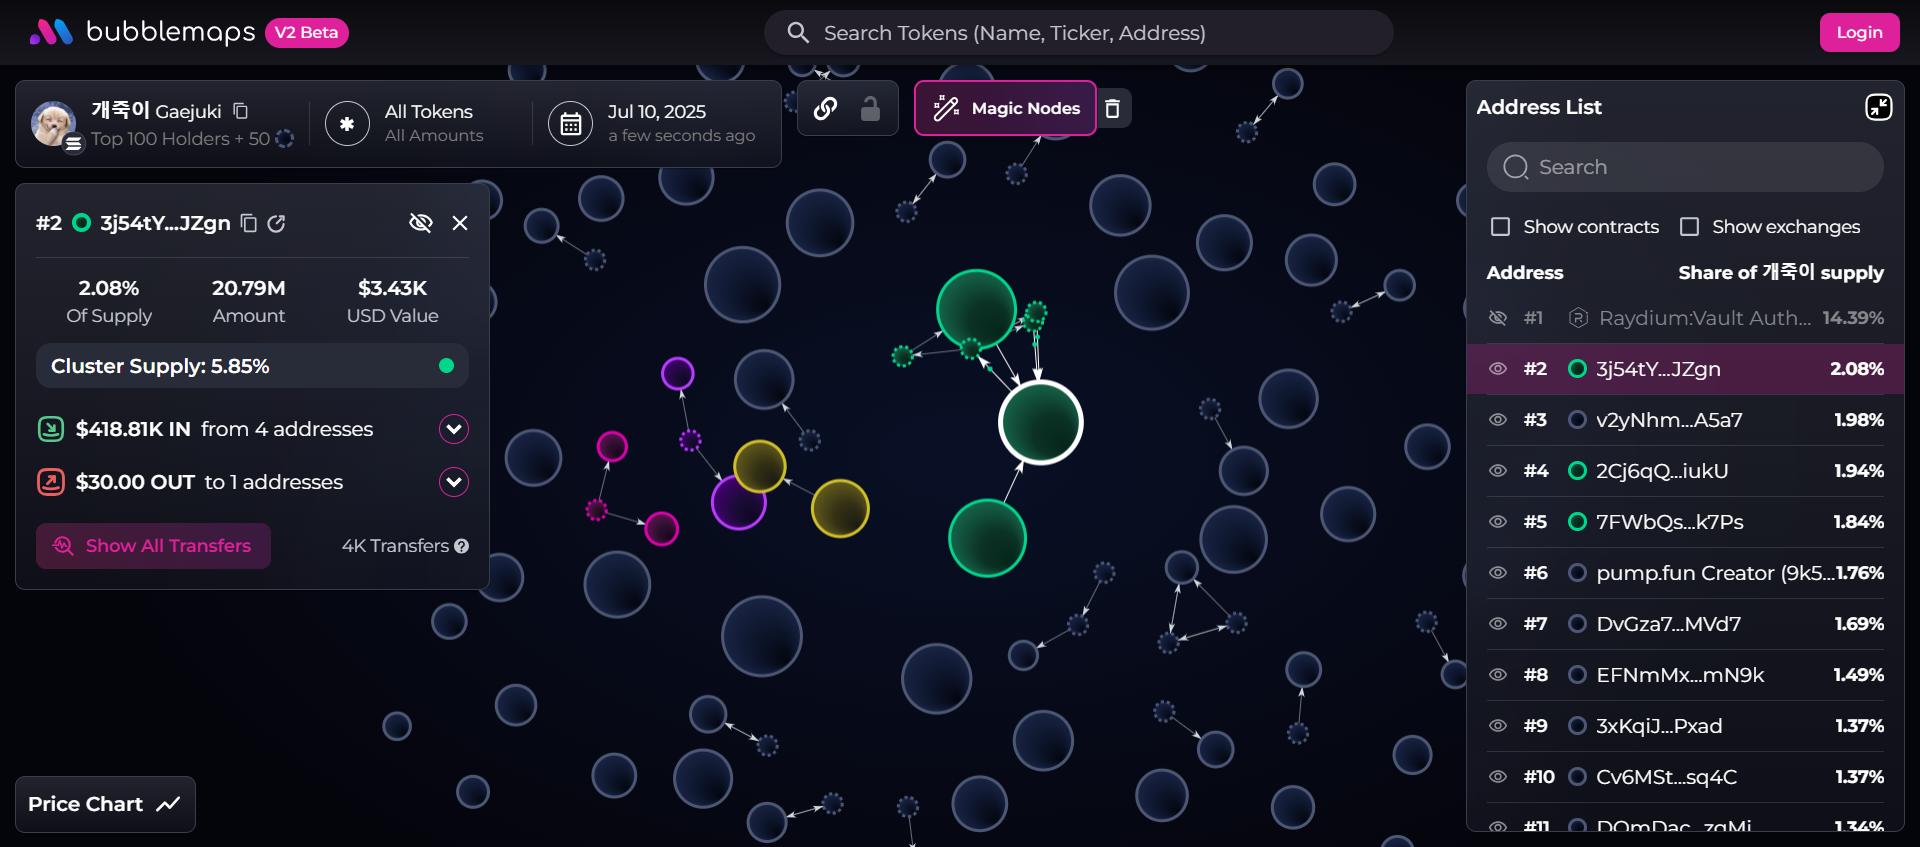 bubblemaps V2 Beta
Search Tokens (Name, Ticker, Address)
Login
개죽이 Gaejuki
Top 100 Holders + 50
All Tokens
All Amounts
Jul 10, 2025
a few seconds ago
Magic Nodes
#2 3j54tY...JZgn
2.08% 20.79M $3.43K
Of Supply Amount USD Value
Cluster Supply: 5.85%
$418.81K IN from 4 addresses
$30.00 OUT to 1 addresses
Show All Transfers 4K Transfers ?
Price Chart
Address List
Search
Show contracts Show exchanges
Address Share of 개죽이 supply
#1 Raydium:Vault Auth... 14.39%
#2 3j54tY...JZgn 2.08%
#3 v2yNhm...A5a7 1.98%
#4 2Cj6qQ...iukU 1.94%
#5 7FWbQs...k7Ps 1.84%
#6 pump.fun Creator (9k5...1.76%
#7 DvGza7...MVd7 1.69%
#8 EFNmMx...mN9k 1.49%
#9 3xKqiJ...Pxad 1.37%
#10 Cv6MSt...sq4C 1.37%
#11 1.34%